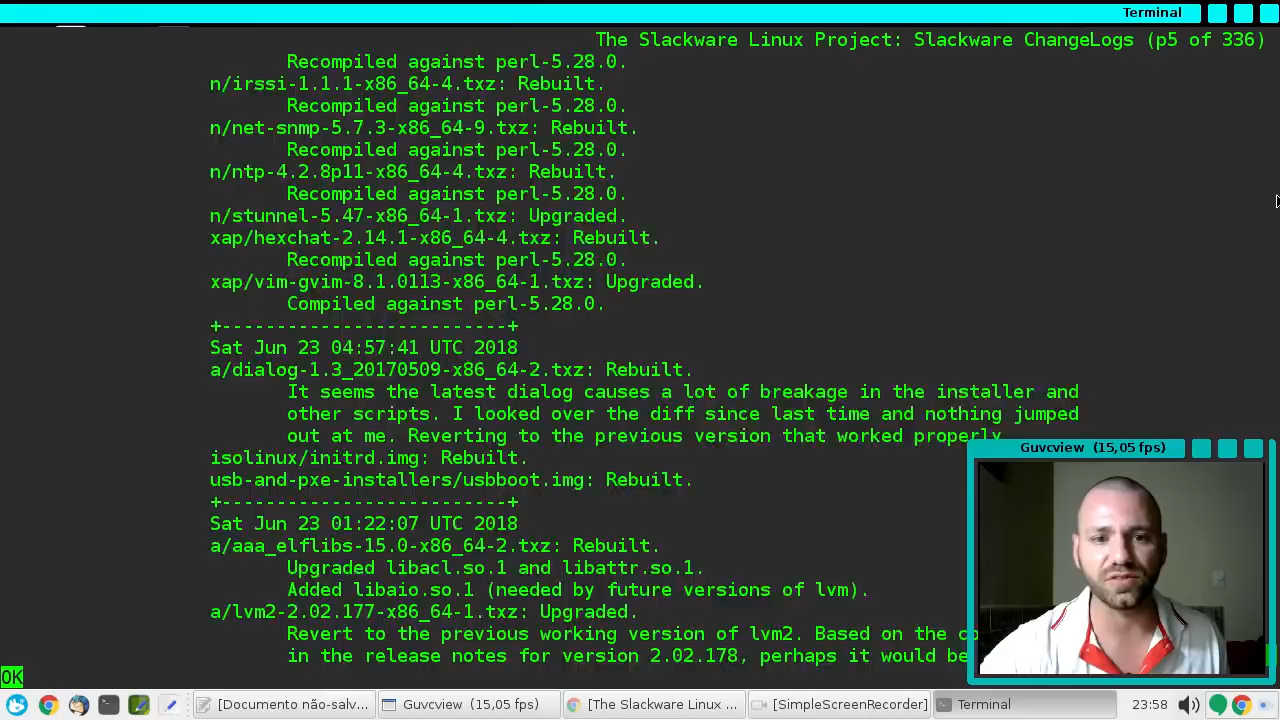 Terminal
The Slackware Linux Project: Slackware ChangeLogs (p5 of 336)
Recompiled against perl-5.28.0.
n/irssi-1.1.1-x86_64-4.txz: Rebuilt.
Recompiled against perl-5.28.0.
n/net-snmp-5.7.3-x86_64-9.txz: Rebuilt.
Recompiled against perl-5.28.0.
n/ntp-4.2.8p11-x86_64-4.txz: Rebuilt.
Recompiled against perl-5.28.0.
n/stunnel-5.47-x86_64-1.txz: Upgraded.
xap/hexchat-2.14.1-x86_64-4.txz: Rebuilt.
Recompiled against perl-5.28.0.
xap/vim-gvim-8.1.0113-x86_64-1.txz: Upgraded.
Compiled against perl-5.28.0.
+--------------------------+
Sat Jun 23 04:57:41 UTC 2018
a/dialog-1.3_20170509-x86_64-2.txz: Rebuilt.
It seems the latest dialog causes a lot of breakage in the installer and
other scripts. I looked over the diff since last time and nothing jumped
out at me. Reverting to the previous version that worked properly.
isolinux/initrd.img: Rebuilt.
usb-and-pxe-installers/usbboot.img: Rebuilt.
+--------------------------+
Sat Jun 23 01:22:07 UTC 2018
a/aaa_elflibs-15.0-x86_64-2.txz: Rebuilt.
Upgraded libacl.so.1 and libattr.so.1.
Added libaio.so.1 (needed by future versions of lvm).
a/lvm2-2.02.177-x86_64-1.txz: Upgraded.
Revert to the previous working version of lvm2. Based on the co
in the release notes for version 2.02.178, perhaps it would be
OK
Guvcview (15,05 fps)
[Documento não-salv...
Guvcview (15,05 fps)
[The Slackware Linux ...
[SimpleScreenRecorder]
Terminal
23:58